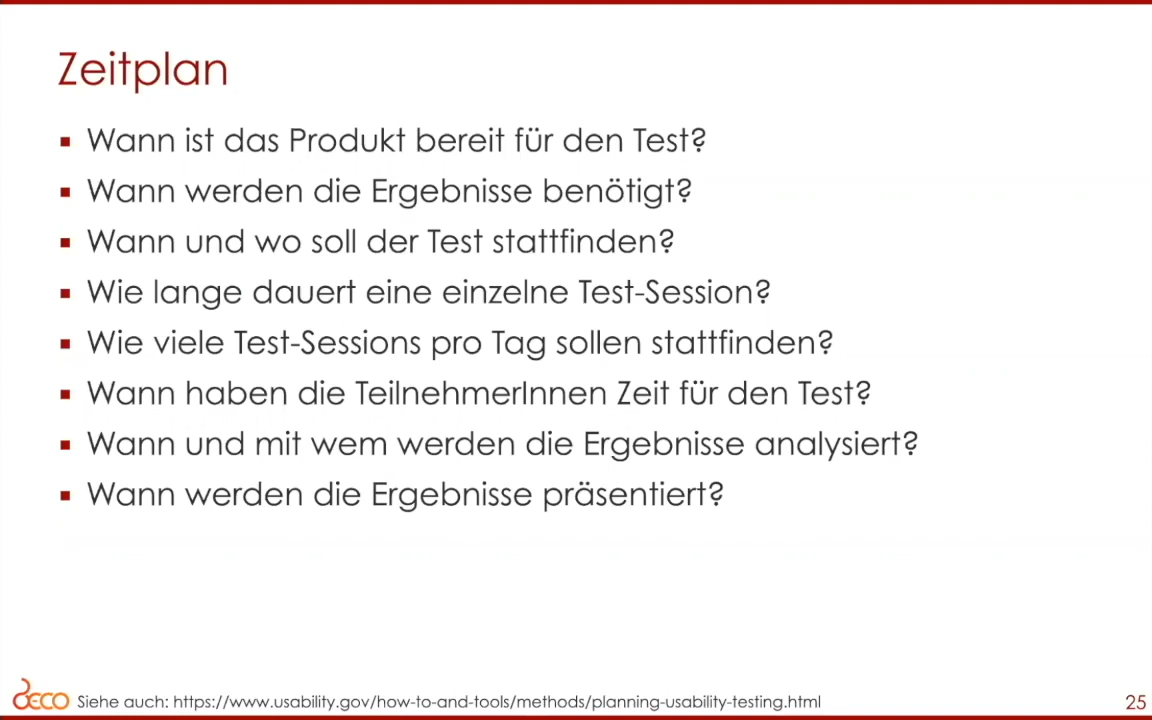 Zeitplan
▪ Wann ist das Produkt bereit für den Test?
▪ Wann werden die Ergebnisse benötigt?
▪ Wann und wo soll der Test stattfinden?
▪ Wie lange dauert eine einzelne Test-Session?
▪ Wie viele Test-Sessions pro Tag sollen stattfinden?
▪ Wann haben die TeilnehmerInnen Zeit für den Test?
▪ Wann und mit wem werden die Ergebnisse analysiert?
▪ Wann werden die Ergebnisse präsentiert?
DECO Siehe auch: https://www.usability.gov/how-to-and-tools/methods/planning-usability-testing.html 25